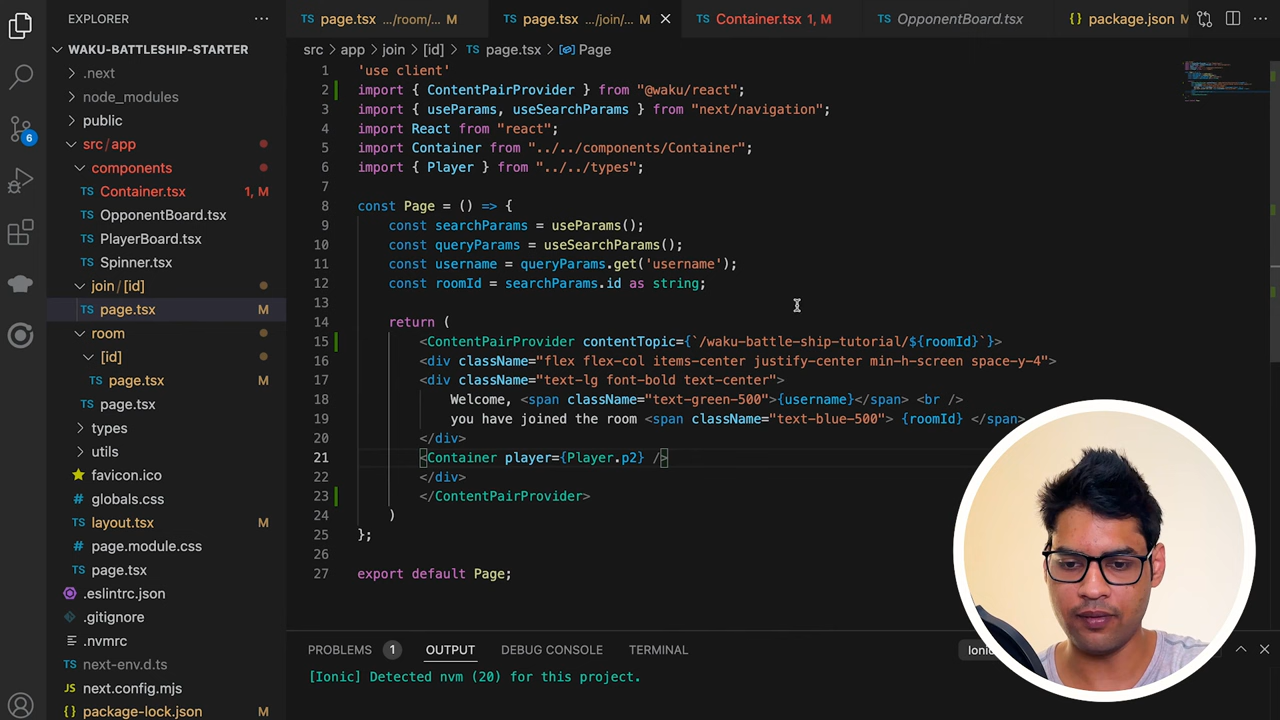 EXPLORER
WAKU-BATTLESHIP-STARTER
.next
node_modules
public
src/app
components
TS Container.tsx 1, M
TS OpponentBoard.tsx
TS PlayerBoard.tsx
TS Spinner.tsx
join/[id]
TS page.tsx M
room
[id]
TS page.tsx M
TS page.tsx
types
utils
favicon.ico
globals.css
TS layout.tsx M
page.module.css
TS page.tsx
.eslintrc.json
.gitignore
.nvmrc
TS next-env.d.ts
JS next.config.mjs
{} package-lock.json M
6
TS page.tsx .../room/... M
TS page.tsx .../join/... M
TS Container.tsx 1, M
TS OpponentBoard.tsx
{} package.json M
src > app > join > [id] > TS page.tsx > Page
1 'use client'
2 import { ContentPairProvider } from "@waku/react";
3 import { useParams, useSearchParams } from "next/navigation";
4 import React from "react";
5 import Container from "../../components/Container";
6 import { Player } from "../../types";
7
8 const Page = () => {
9 const searchParams = useParams();
10 const queryParams = useSearchParams();
11 const username = queryParams.get('username');
12 const roomId = searchParams.id as string;
13
14 return (
15 <ContentPairProvider contentTopic={`/waku-battle-ship-tutorial/${roomId}`}>
16 <div className="flex flex-col items-center justify-center min-h-screen space-y-4">
17 <div className="text-lg font-bold text-center">
18 Welcome, <span className="text-green-500">{username}</span> <br />
19 you have joined the room <span className="text-blue-500"> {roomId} </span>
20 </div>
21 <Container player={Player.p2} />
22 </div>
23 </ContentPairProvider>
24 )
25 };
26
27 export default Page;
PROBLEMS 1 OUTPUT DEBUG CONSOLE TERMINAL
Ionic
[Ionic] Detected nvm (20) for this project.